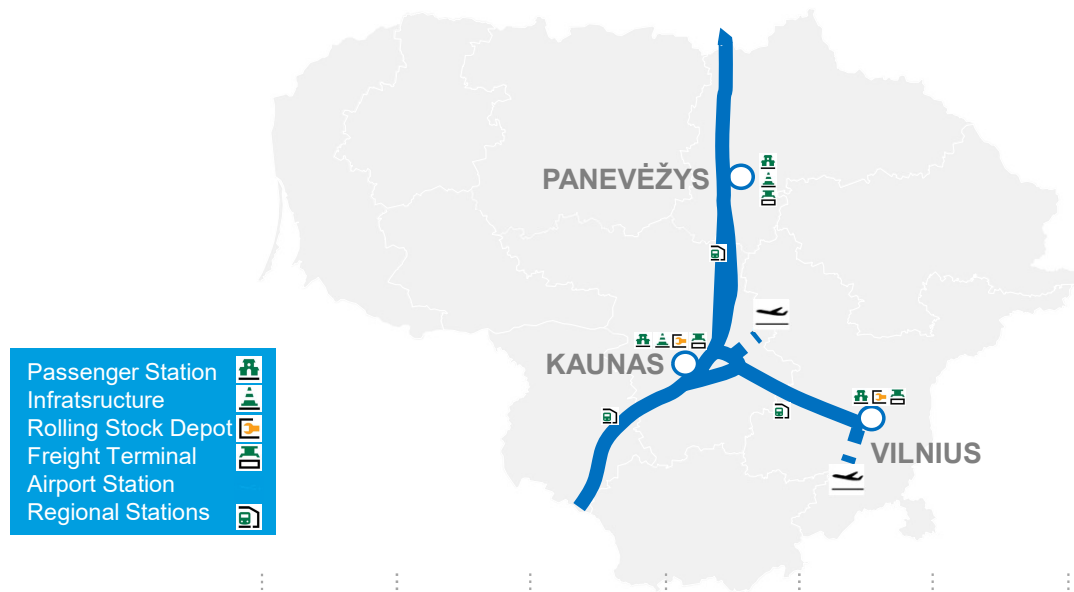 PANEVĖŽYS
KAUNAS
VILNIUS
Passenger Station
Infratsructure
Rolling Stock Depot
Freight Terminal
Airport Station
Regional Stations